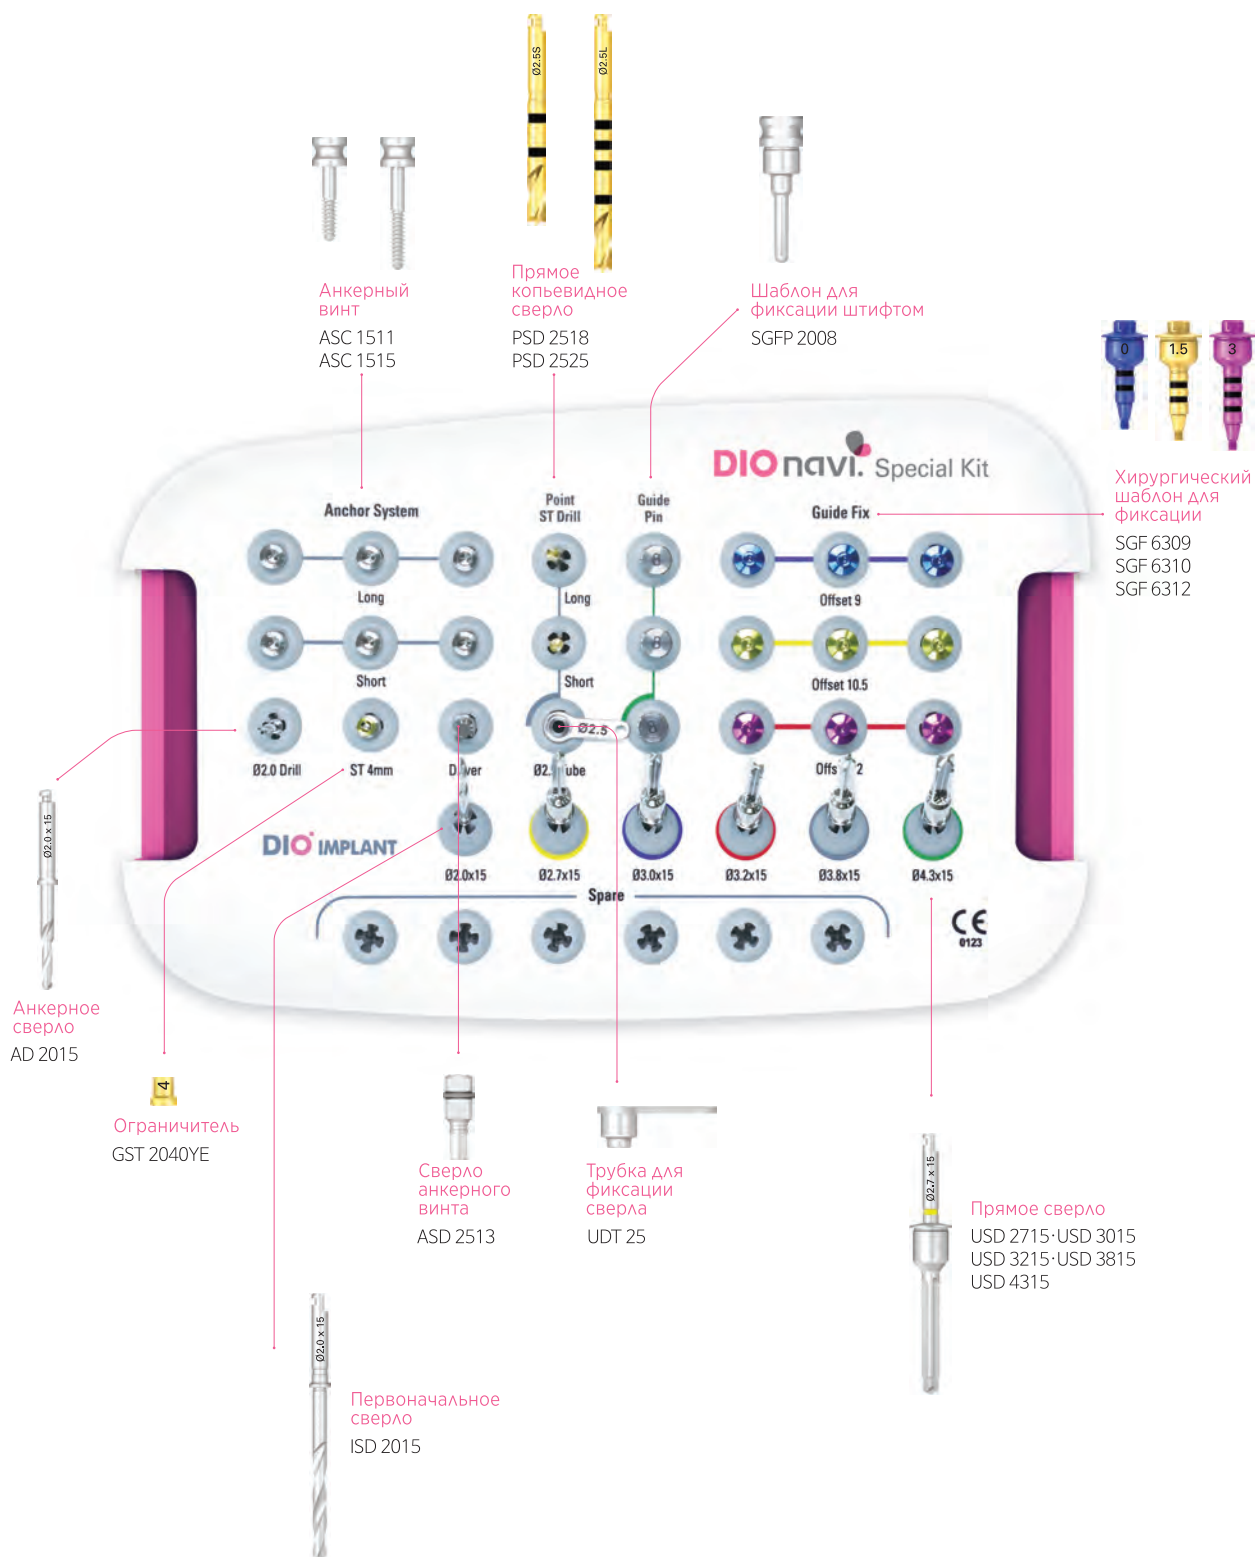 Ø2.5S
Ø2.5L
Анкерный
винт
ASC 1511
ASC 1515
Прямое
копьевидное
сверло
PSD 2518
PSD 2525
Шаблон для
фиксации штифтом
SGFP 2008
0
1.5
3
Хирургический
шаблон для
фиксации
SGF 6309
SGF 6310
SGF 6312
DIO navi. Special Kit
Anchor System
Point
ST Drill
Guide
Pin
Guide Fix
Long
Long
Offset 9
Short
Short
Offset 10.5
Ø2.5
Ø2.0 Drill
ST 4mm
DIO IMPLANT
Ø2.0x15
Ø2.7x15
Ø3.0x15
Ø3.2x15
Ø3.8x15
Ø4.3x15
Spare
CE
0123
Ø2.0 x 15
Анкерное
сверло
AD 2015
4
Ограничитель
GST 2040YE
Сверло
анкерного
винта
ASD 2513
Трубка для
фиксации
сверла
UDT 25
Ø2.7 x 15
Прямое сверло
USD 2715·USD 3015
USD 3215·USD 3815
USD 4315
Ø2.0 x 15
Первоначальное
сверло
ISD 2015